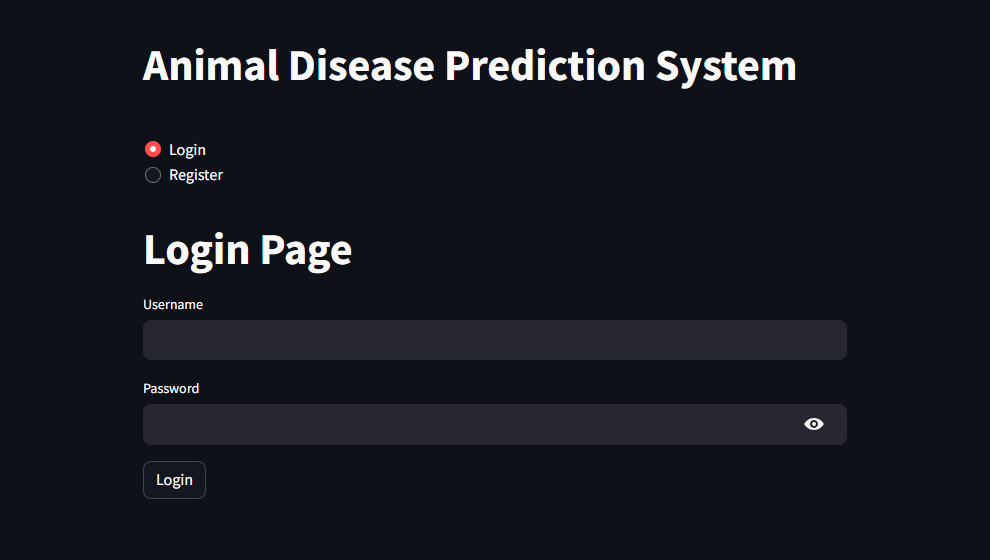 Animal Disease Prediction System
Login
Register
Login Page
Username
Password
Login